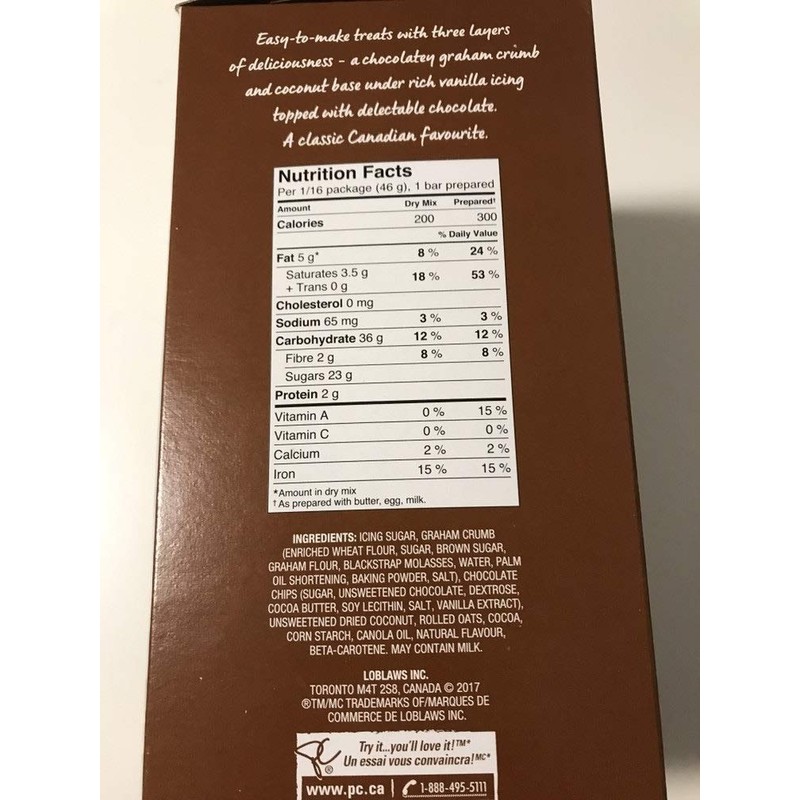 Easy-to-make treats with three layers
of deliciousness - a chocolatey graham crumb
and coconut base under rich vanilla icing
topped with delectable chocolate.
A classic Canadian favourite.
Nutrition Facts
Per 1/16 package (46 g), 1 bar prepared
Amount Dry Mix Prepared†
Calories 200 300
% Daily Value
Fat 5 g* 8 % 24 %
Saturates 3.5 g 18 % 53 %
+ Trans 0 g
Cholesterol 0 mg
Sodium 65 mg 3 % 3 %
Carbohydrate 36 g 12 % 12 %
Fibre 2 g 8 % 8 %
Sugars 23 g
Protein 2 g
Vitamin A 0 % 15 %
Vitamin C 0 % 0 %
Calcium 2 % 2 %
Iron 15 % 15 %
*Amount in dry mix
† As prepared with butter, egg, milk.
INGREDIENTS: ICING SUGAR, GRAHAM CRUMB
(ENRICHED WHEAT FLOUR, SUGAR, BROWN SUGAR,
GRAHAM FLOUR, BLACKSTRAP MOLASSES, WATER, PALM
OIL SHORTENING, BAKING POWDER, SALT), CHOCOLATE
CHIPS (SUGAR, UNSWEETENED CHOCOLATE, DEXTROSE,
COCOA BUTTER, SOY LECITHIN, SALT, VANILLA EXTRACT),
UNSWEETENED DRIED COCONUT, ROLLED OATS, COCOA,
CORN STARCH, CANOLA OIL, NATURAL FLAVOUR,
BETA-CAROTENE. MAY CONTAIN MILK.
LOBLAWS INC.
TORONTO M4T 2S8, CANADA © 2017
®TM/MC TRADEMARKS OF/MARQUES DE
COMMERCE DE LOBLAWS INC.
PC® Try it...you'll love it!TM*
Un essai vous convaincra!MC*
www.pc.ca | 1-888-495-5111